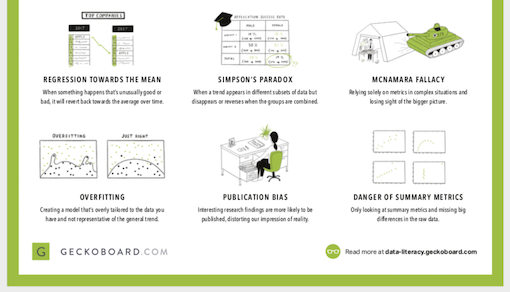 TOP COMPANIES
2017
APPLE
REGRESSION TOWARDS THE MEAN
When something happens that's unusually good or
bad, it will revert back towards the average over time.
APPLICATION SUCCESS RATE
SIMPSON'S PARADOX
When a trend appears in different subsets of data but
disappears or reverses when the groups are combined.
MCNAMARA FALLACY
Relying solely on metrics in complex situations and
losing sight of the bigger picture.
OVERFITTING
JUST RIGHT
OVERFITTING
Creating a model that's overly tailored to the data you
have and not representative of the general trend.
PUBLICATION BIAS
Interesting research findings are more likely to be
published, distorting our impression of reality.
DANGER OF SUMMARY METRICS
Only looking at summary metrics and missing big
differences in the raw data.
G GECKOBOARD.COM
Read more at data-literacy.geckoboard.com